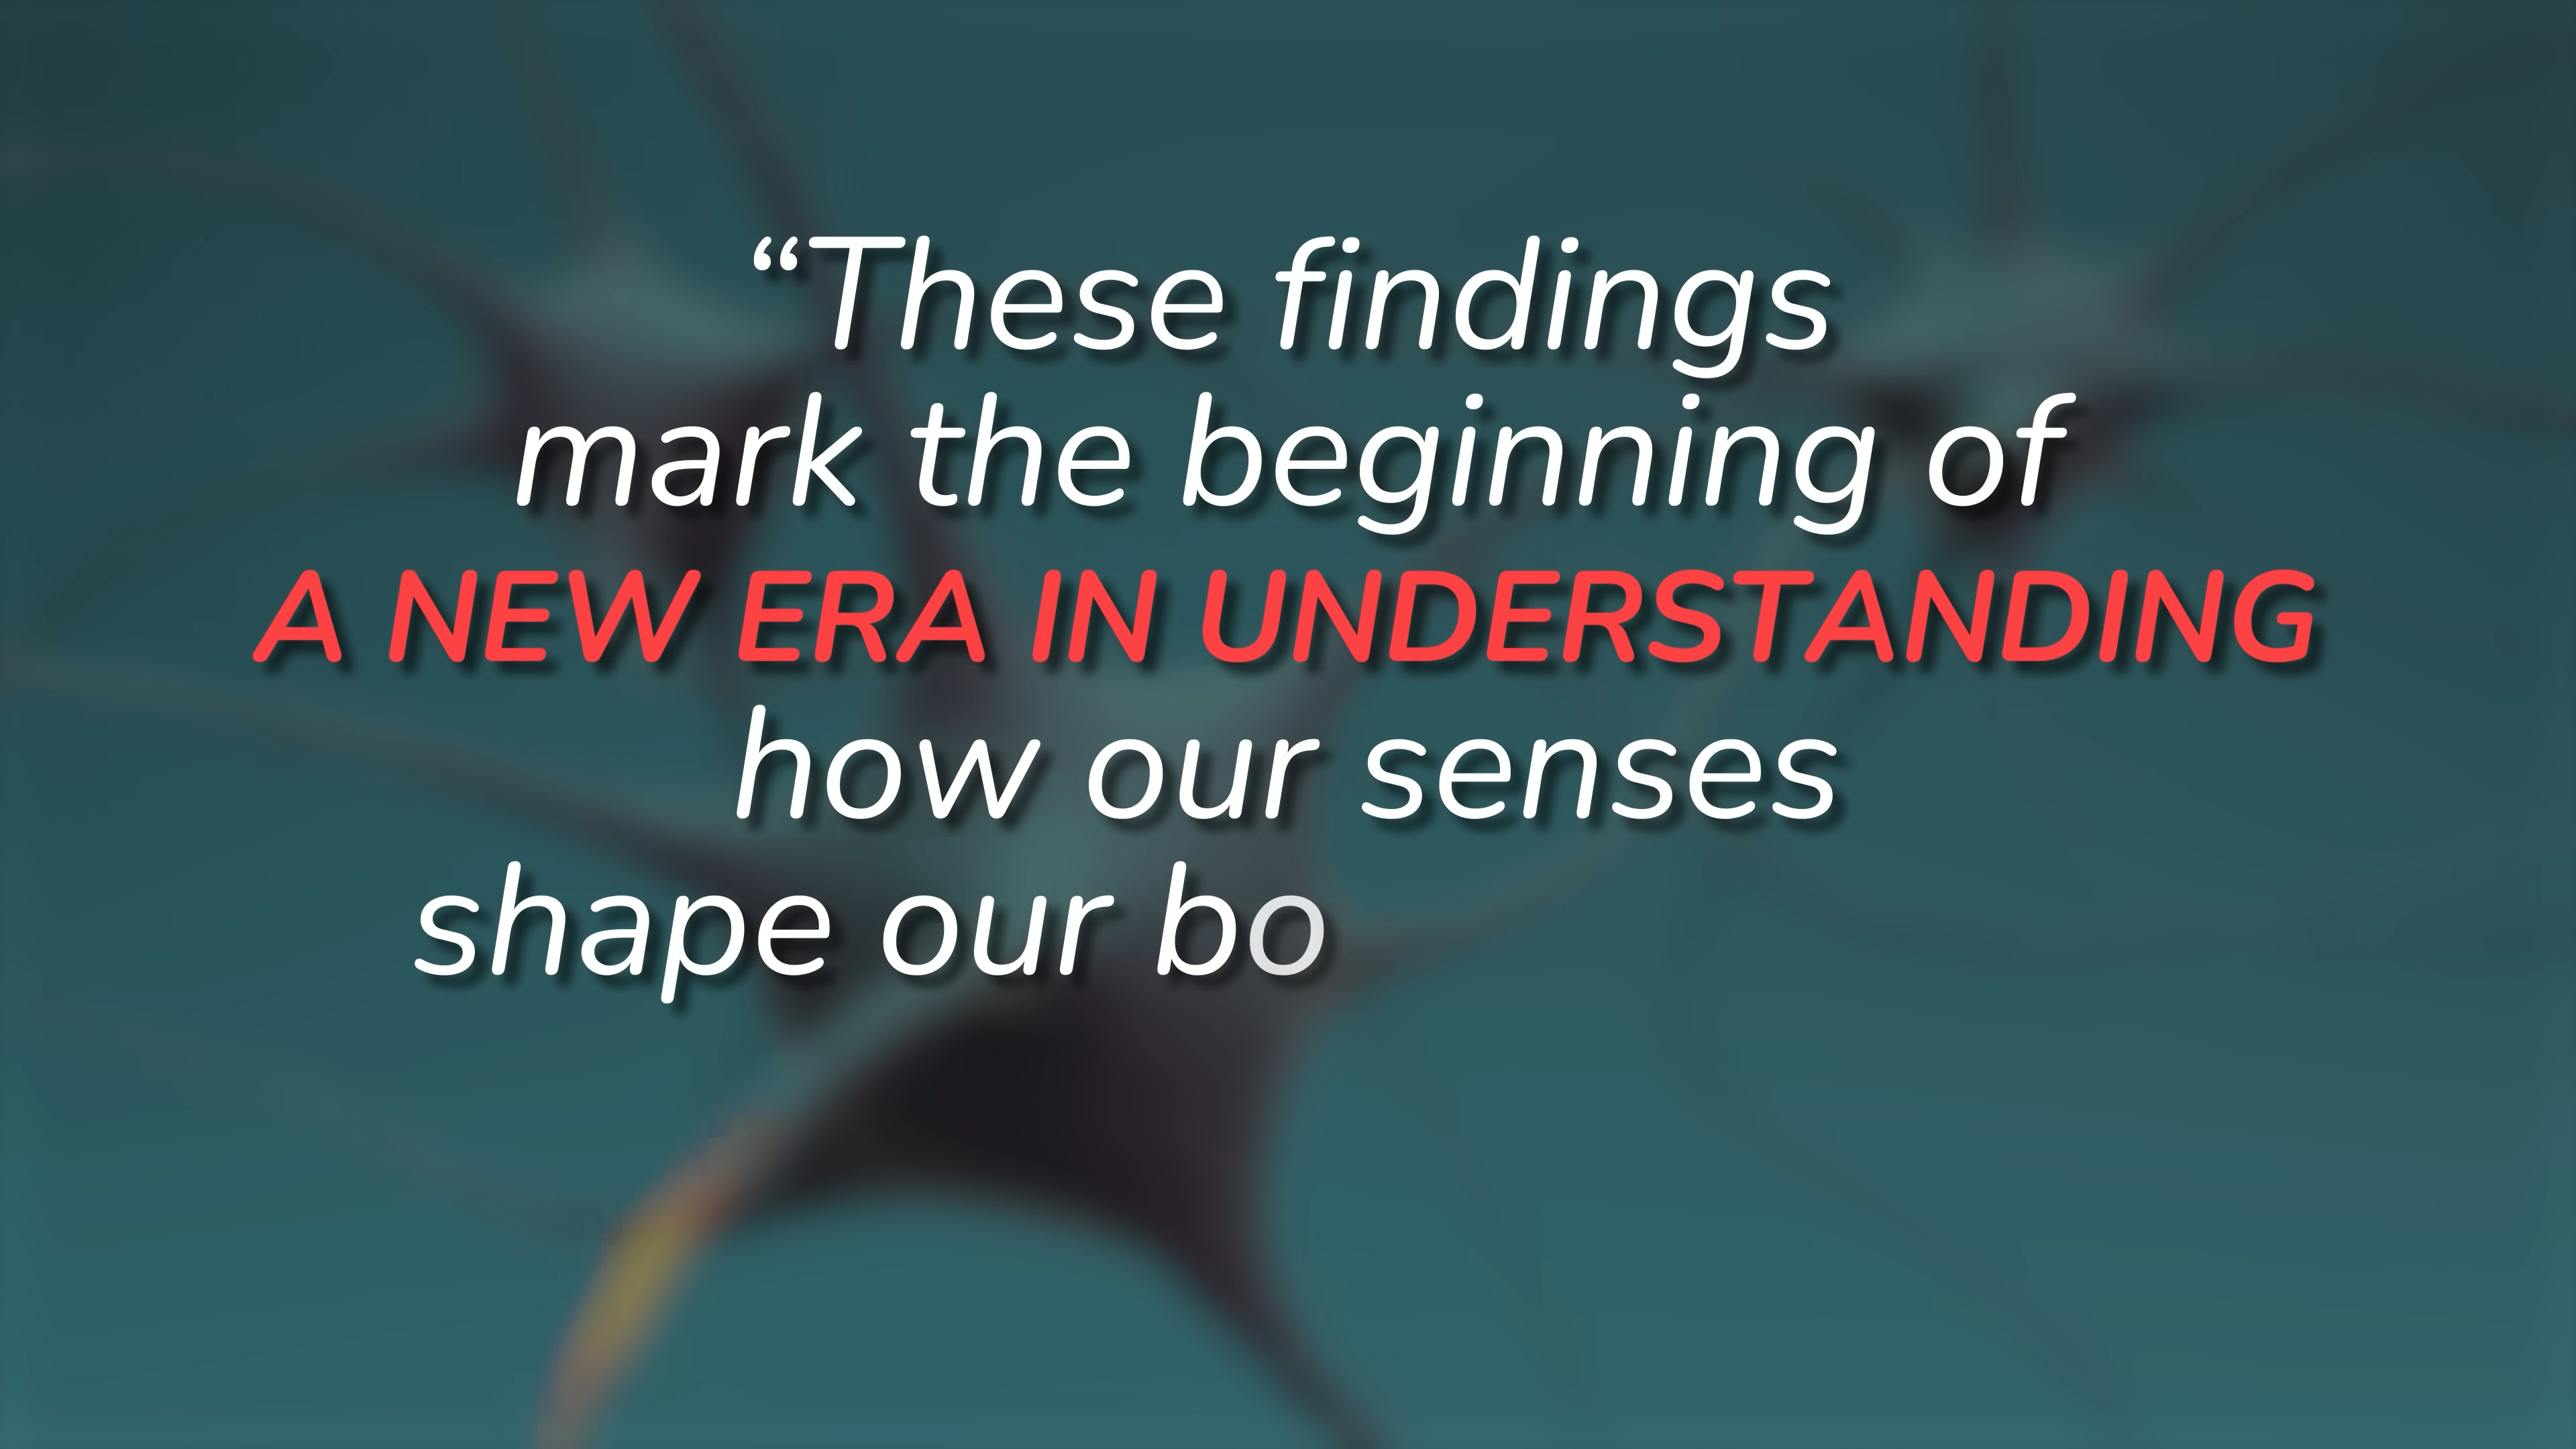 “These findings
mark the beginning of
A NEW ERA IN UNDERSTANDING
how our senses
shape our bo